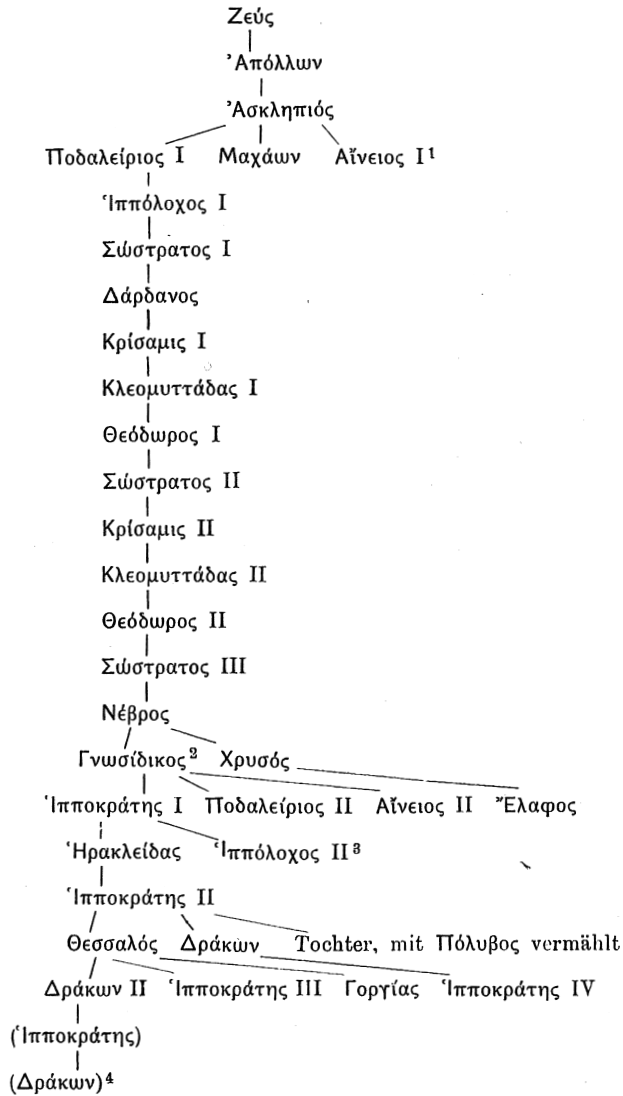 Ζεύς
Ἀπόλλων
Ἀσκληπιός
Ποδαλείριος I Μαχάων Αἴνειος I¹
Ἱππόλοχος I
Σώστρατος I
Δάρδανος
Κρίσαμις I
Κλεομυττάδας I
Θεόδωρος I
Σώστρατος II
Κρίσαμις II
Κλεομυττάδας II
Θεόδωρος II
Σώστρατος III
Νέβρος
Γνωσίδικος² Χρυσός
Ἱπποκράτης I Ποδαλείριος II Αἴνειος II Ἔλαφος
Ἡρακλείδας Ἱππόλοχος II³
Ἱπποκράτης II
Θεσσαλός Δράκων Tochter, mit Πόλυβος vermählt
Δράκων II Ἱπποκράτης III Γοργίας Ἱπποκράτης IV
(Ἱπποκράτης)
(Δράκων)⁴